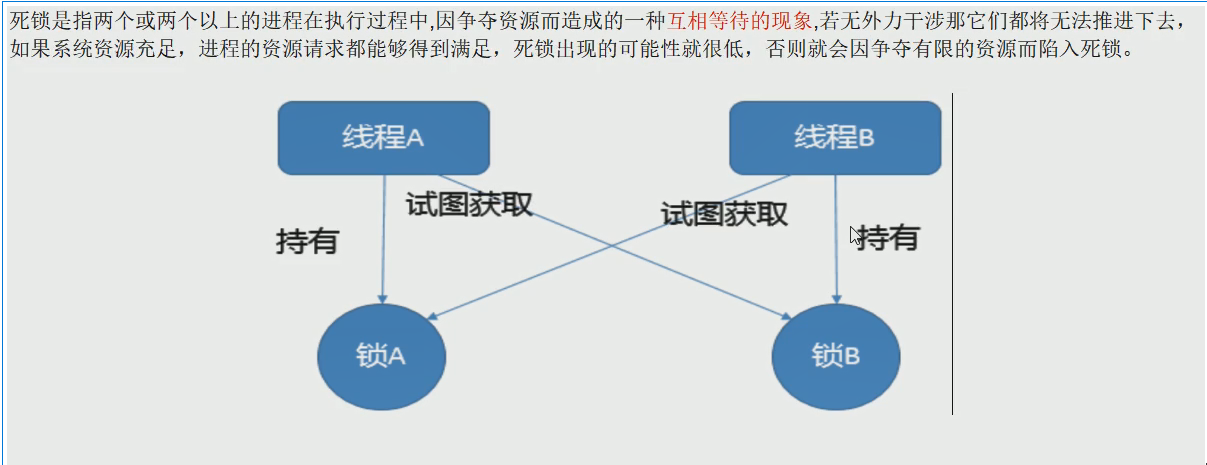 死锁是指两个或两个以上的进程在执行过程中,因争夺资源而造成的一种互相等待的现象,若无外力干涉那它们都将无法推进下去，
如果系统资源充足，进程的资源请求都能够得到满足，死锁出现的可能性就很低，否则就会因争夺有限的资源而陷入死锁。
线程A
线程B
试图获取
试图获取
持有
持有
锁A
锁B